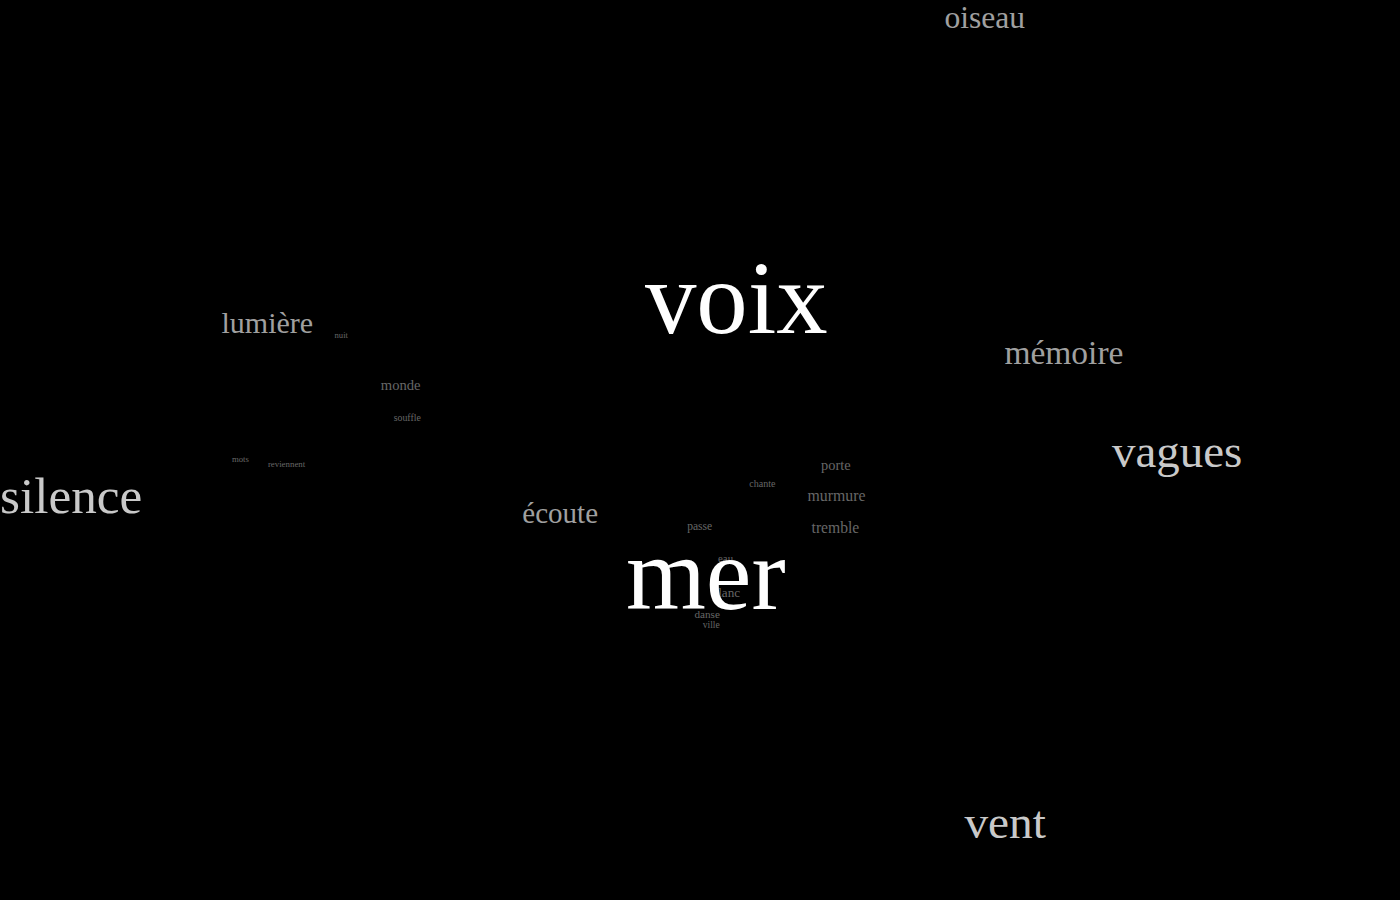 oiseau
voix
lumière
nuit
mémoire
monde
souffle
vagues
mots
reviennent
porte
chante
silence
murmure
écoute
passe
tremble
eau
mer
danse
ville
vent